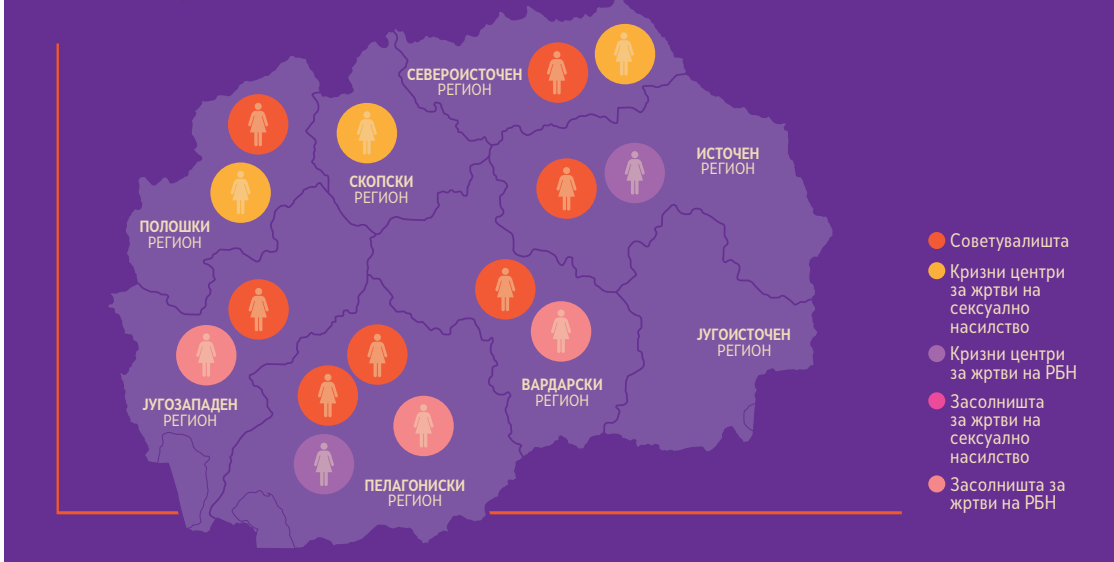 СЕВЕРОИСТОЧЕН
РЕГИОН
ИСТОЧЕН
РЕГИОН
СКОПСКИ
РЕГИОН
ПОЛОШКИ
РЕГИОН
ЈУГОИСТОЧЕН
РЕГИОН
ВАРДАРСКИ
РЕГИОН
ЈУГОЗАПАДЕН
РЕГИОН
ПЕЛАГОНИСКИ
РЕГИОН
Советувалишта
Кризни центри
за жртви на
сексуално
насилство
Кризни центри
за жртви на РБН
Засолништа
за жртви на
сексуално
насилство
Засолништа за
жртви на РБН